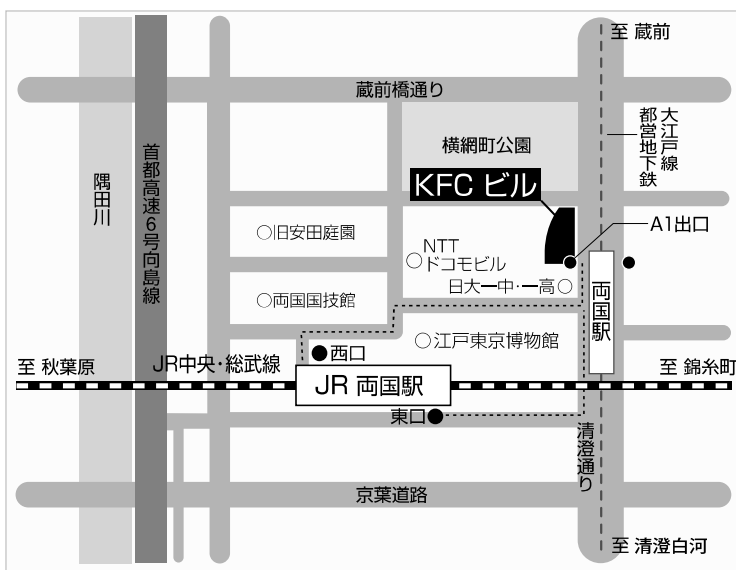 至 蔵前
蔵前橋通り
大江戸線
都営地下鉄
横網町公園
首都高速6号向島線
隅田川
KFC ビル
A1出口
○旧安田庭園
○NTT
ドコモビル
日大一中・一高○
両国駅
○両国国技館
○江戸東京博物館
●西口
至 秋葉原
JR中央・総武線
至 錦糸町
JR 両国駅
東口●
清澄通り
京葉道路
至 清澄白河